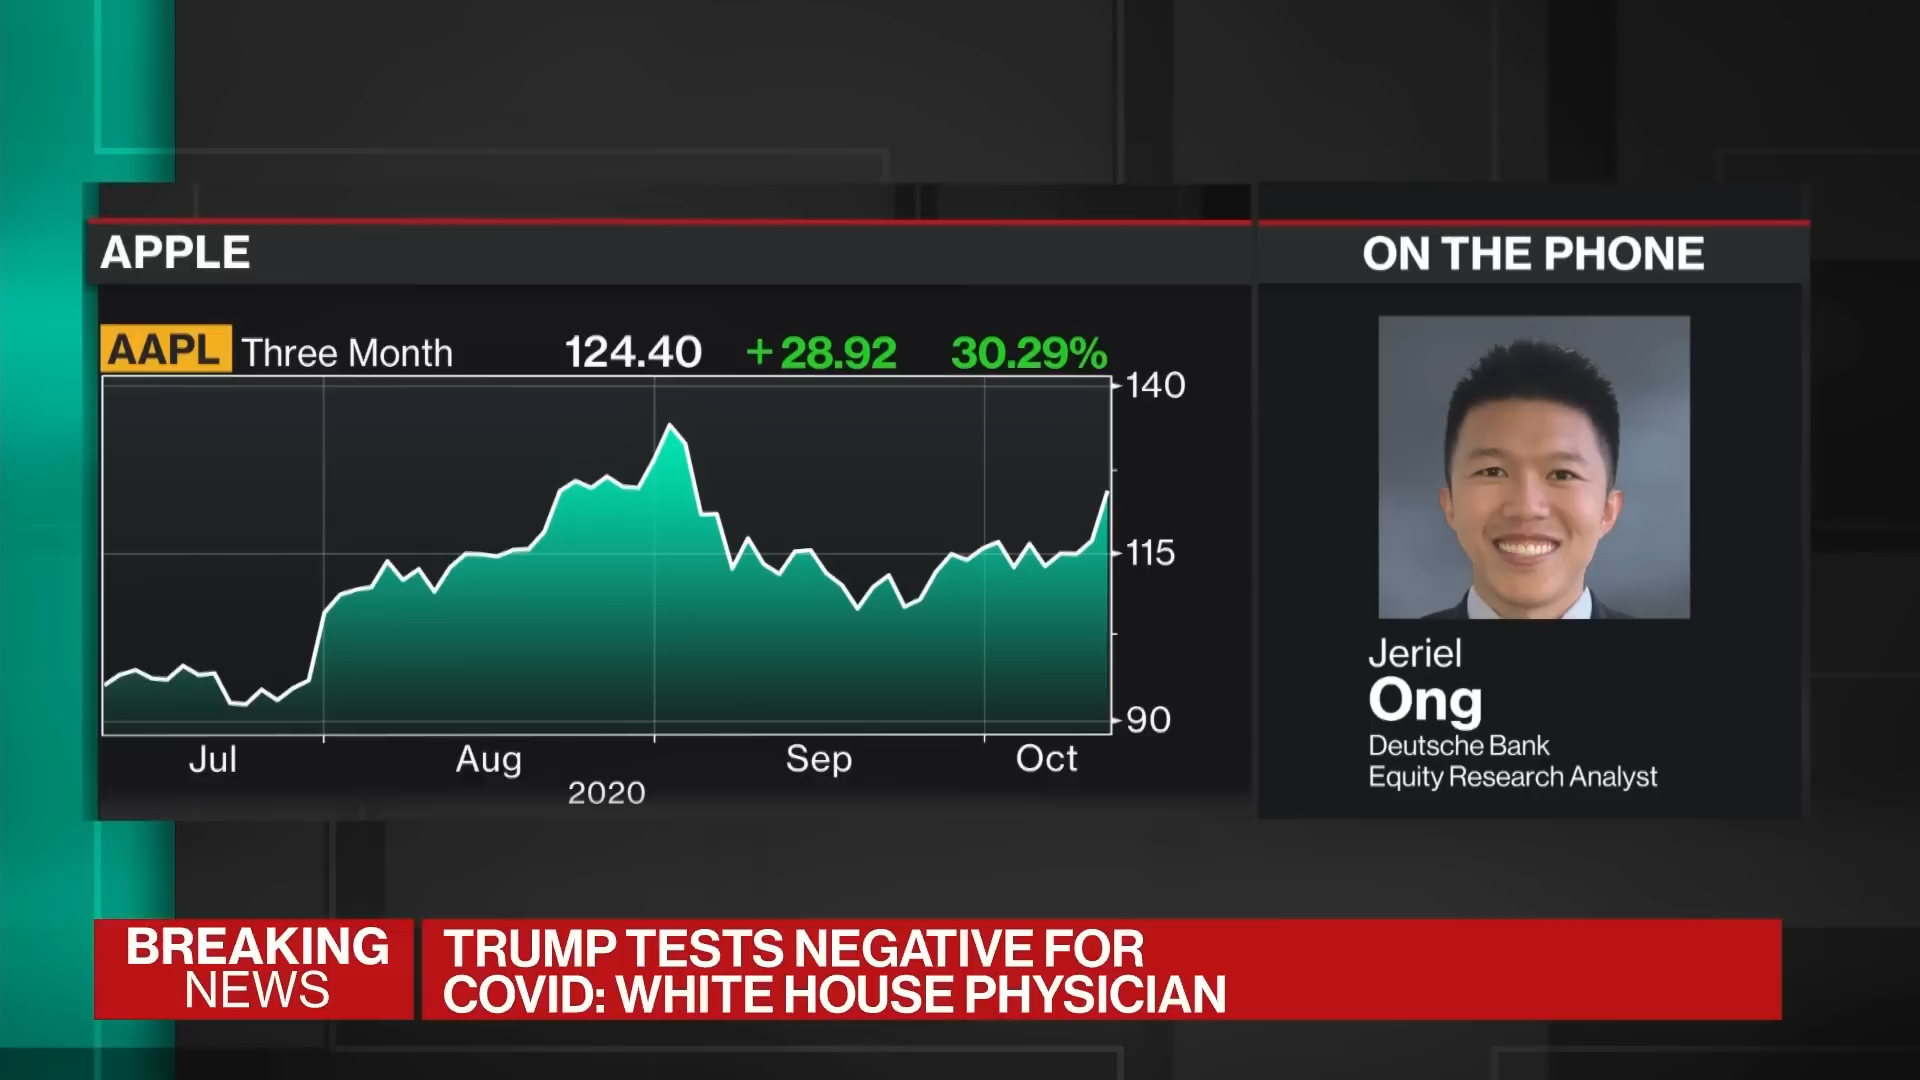 APPLE
AAPL Three Month 124.40 +28.92 30.29%
140
115
90
Jul Aug Sep Oct
2020
ON THE PHONE
Jeriel
Ong
Deutsche Bank
Equity Research Analyst
BREAKING
NEWS
TRUMP TESTS NEGATIVE FOR
COVID: WHITE HOUSE PHYSICIAN